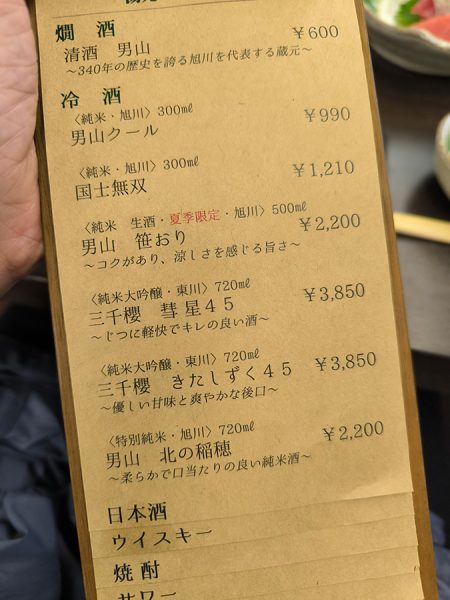 燗 酒
清酒 男山 ￥600
～340年の歴史を誇る旭川を代表する蔵元～
冷 酒
〈純米・旭川〉300㎖
男山クール ￥990
〈純米・旭川〉300㎖
国士無双 ￥1,210
〈純米 生酒・夏季限定・旭川〉500㎖
男山 笹おり ￥2,200
～コクがあり、涼しさを感じる旨さ～
〈純米大吟醸・東川〉720㎖
三千櫻 彗星45 ￥3,850
～じつに軽快でキレの良い酒～
〈純米大吟醸・東川〉720㎖
三千櫻 きたしずく45 ￥3,850
～優しい甘味と爽やかな後口～
〈特別純米・旭川〉720㎖
男山 北の稲穂 ￥2,200
～柔らかで口当たりの良い純米酒～
日本酒
ウイスキー
焼酎
サワー